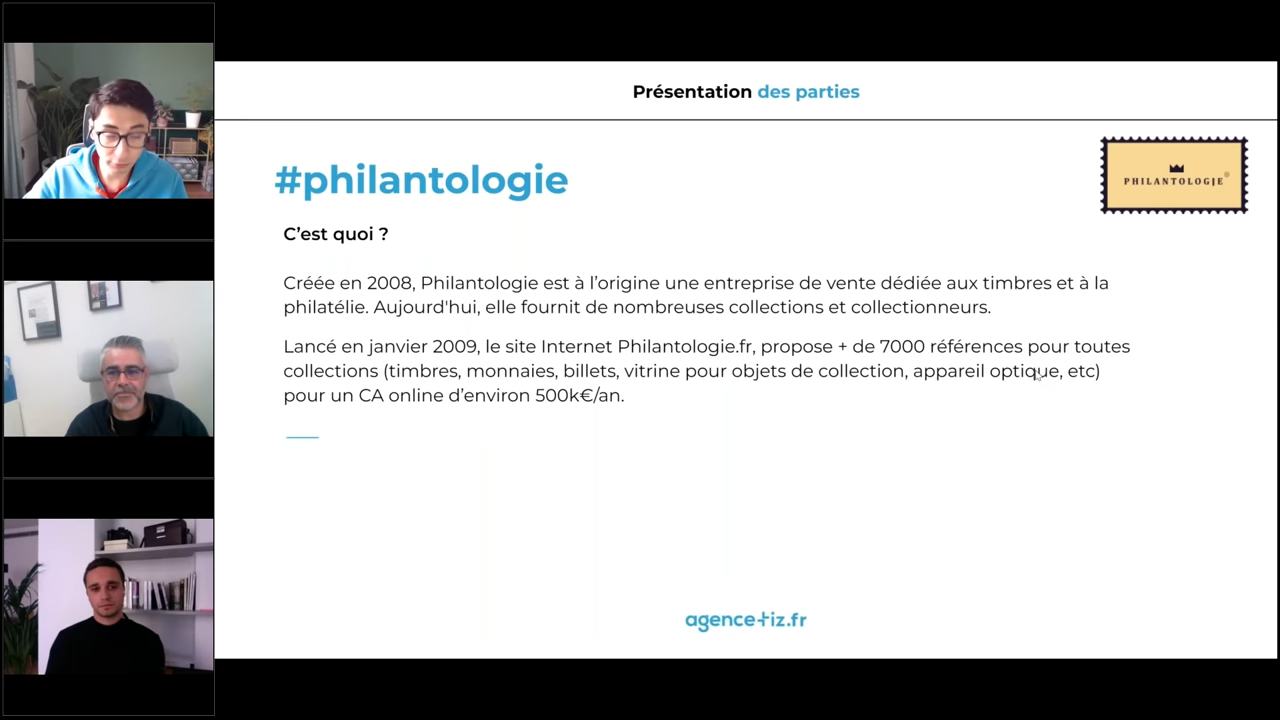 Présentation des parties
#philantologie
PHILANTOLOGIE®
C’est quoi ?
Créée en 2008, Philantologie est à l’origine une entreprise de vente dédiée aux timbres et à la
philatélie. Aujourd'hui, elle fournit de nombreuses collections et collectionneurs.
Lancé en janvier 2009, le site Internet Philantologie.fr, propose + de 7000 références pour toutes
collections (timbres, monnaies, billets, vitrine pour objets de collection, appareil optique, etc)
pour un CA online d’environ 500k€/an.
agence-tiz.fr